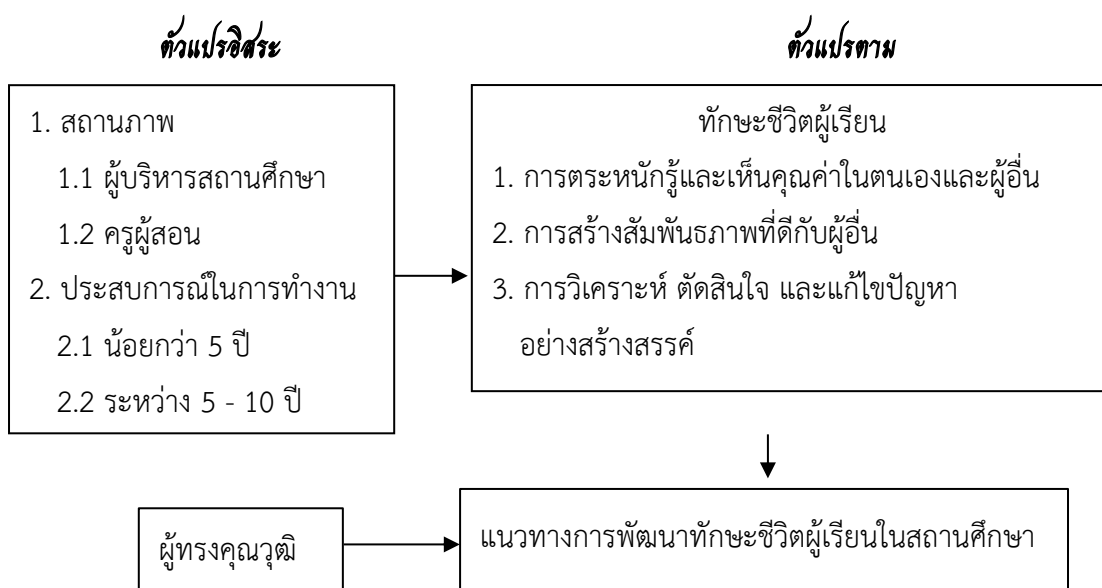 ตัวแปรอิสระ
ตัวแปรตาม
1. สถานภาพ
1.1 ผู้บริหารสถานศึกษา
1.2 ครูผู้สอน
2. ประสบการณ์ในการทำงาน
2.1 น้อยกว่า 5 ปี
2.2 ระหว่าง 5 - 10 ปี
ทักษะชีวิตผู้เรียน
1. การตระหนักรู้และเห็นคุณค่าในตนเองและผู้อื่น
2. การสร้างสัมพันธภาพที่ดีกับผู้อื่น
3. การวิเคราะห์ ตัดสินใจ และแก้ไขปัญหา
อย่างสร้างสรรค์
ผู้ทรงคุณวุฒิ
แนวทางการพัฒนาทักษะชีวิตผู้เรียนในสถานศึกษา